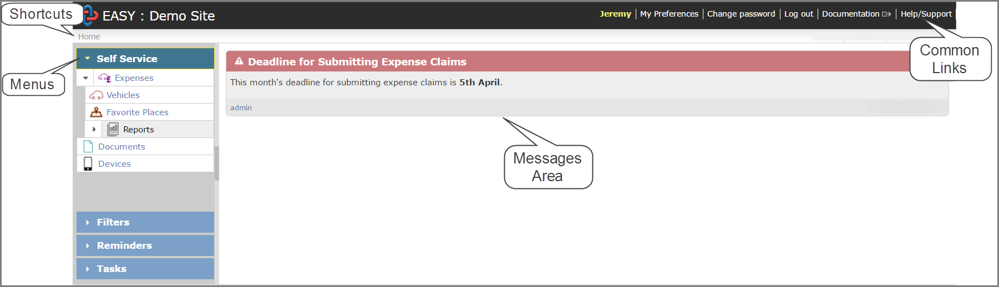 Shortcuts
EASY : Demo Site
Jeremy
My Preferences
Change password
Log out
Documentation
Help/Support
Home
Common
Links
Self Service
Menus
Expenses
Vehicles
Favorite Places
Reports
Documents
Devices
Filters
Reminders
Tasks
Deadline for Submitting Expense Claims
This month's deadline for submitting expense claims is 5th April.
admin
Messages
Area